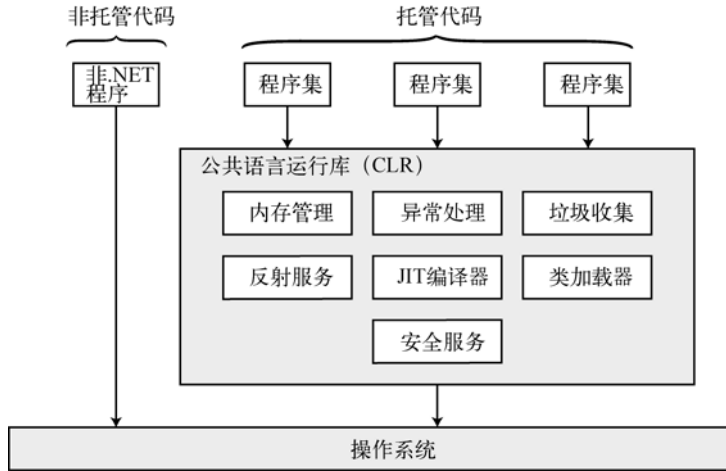 非托管代码
托管代码
非.NET
程序
程序集
程序集
程序集
公共语言运行库（CLR）
内存管理
异常处理
垃圾收集
反射服务
JIT编译器
类加载器
安全服务
操作系统